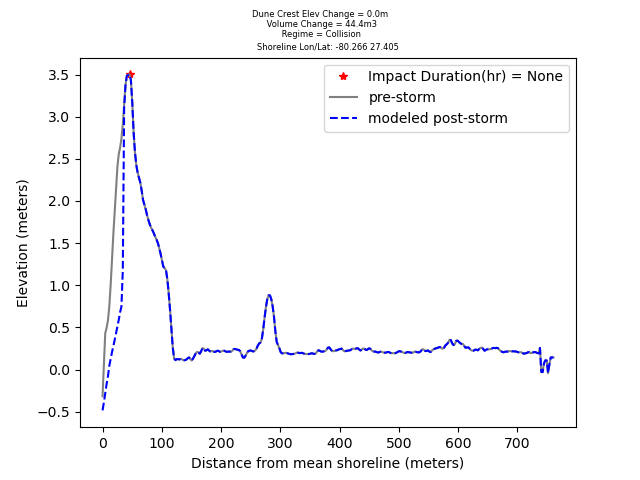 Dune Crest Elev Change = 0.0m
Volume Change = 44.4m3
Regime = Collision
Shoreline Lon/Lat: -80.266 27.405
Impact Duration(hr) = None
pre-storm
modeled post-storm
Elevation (meters)
3.5
3.0
2.5
2.0
1.5
1.0
0.5
0.0
−0.5
0 100 200 300 400 500 600 700
Distance from mean shoreline (meters)